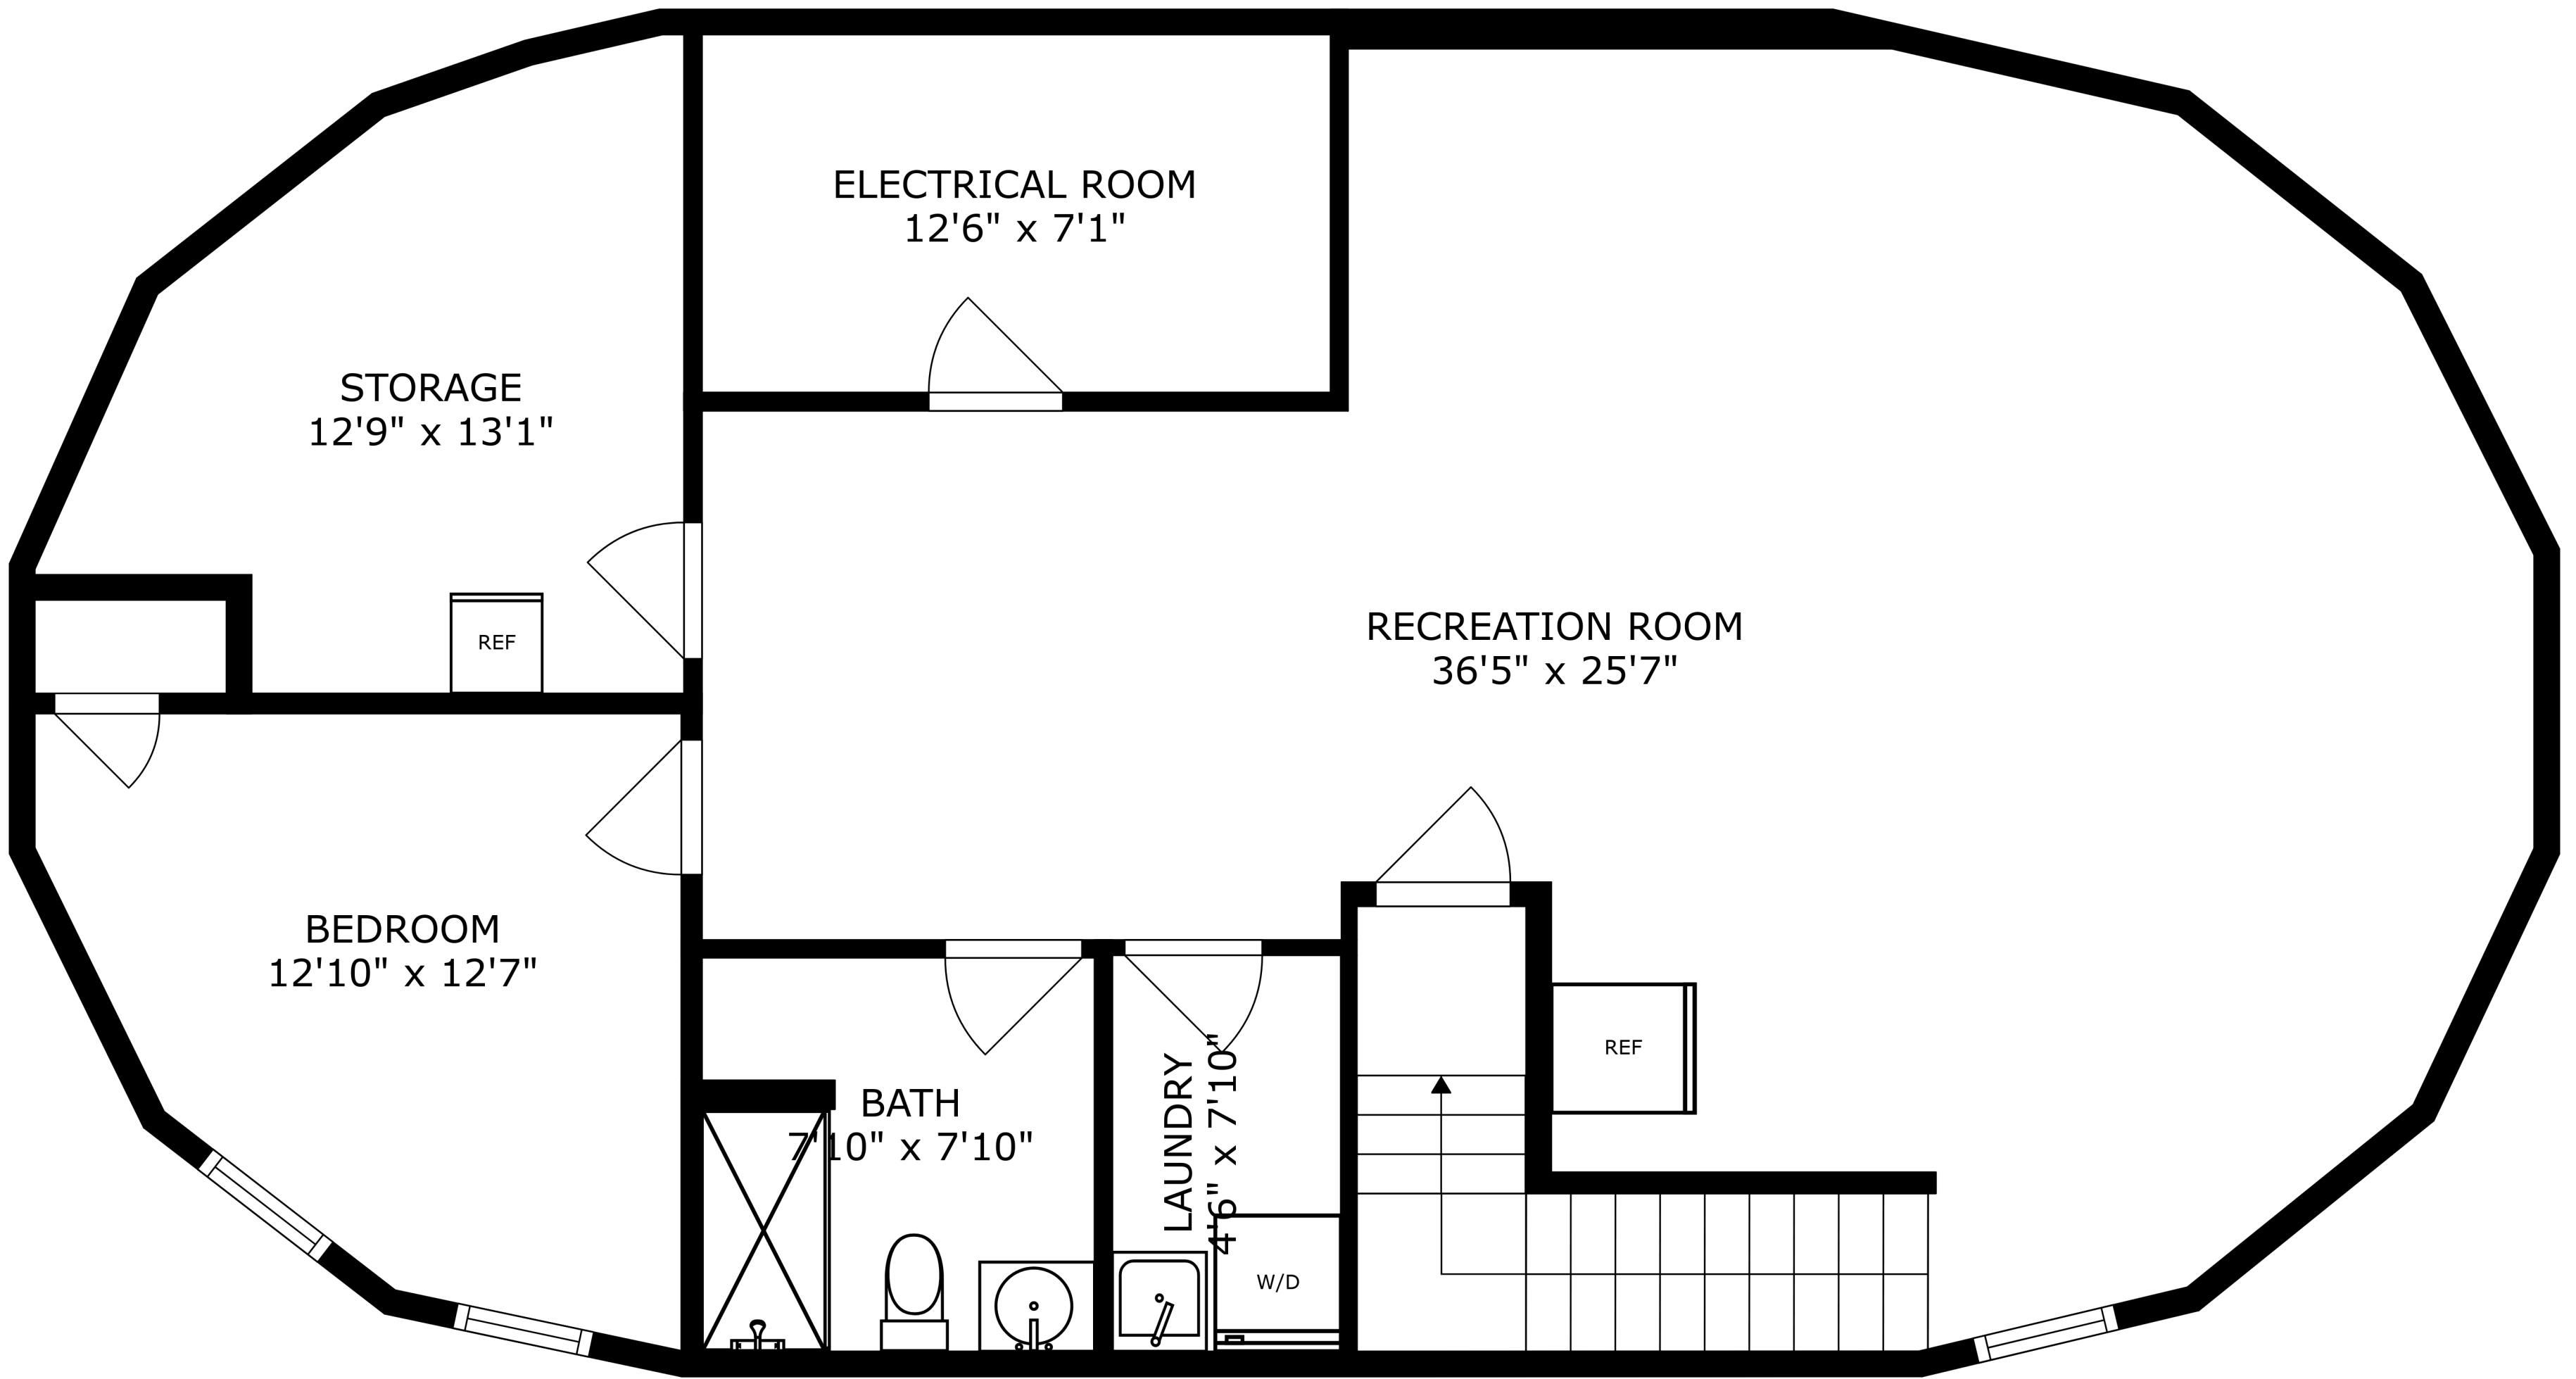 ELECTRICAL ROOM
12'6" x 7'1"
STORAGE
12'9" x 13'1"
REF
RECREATION ROOM
36'5" x 25'7"
BEDROOM
12'10" x 12'7"
BATH
7'10" x 7'10"
LAUNDRY
4'6" x 7'10"
REF
W/D